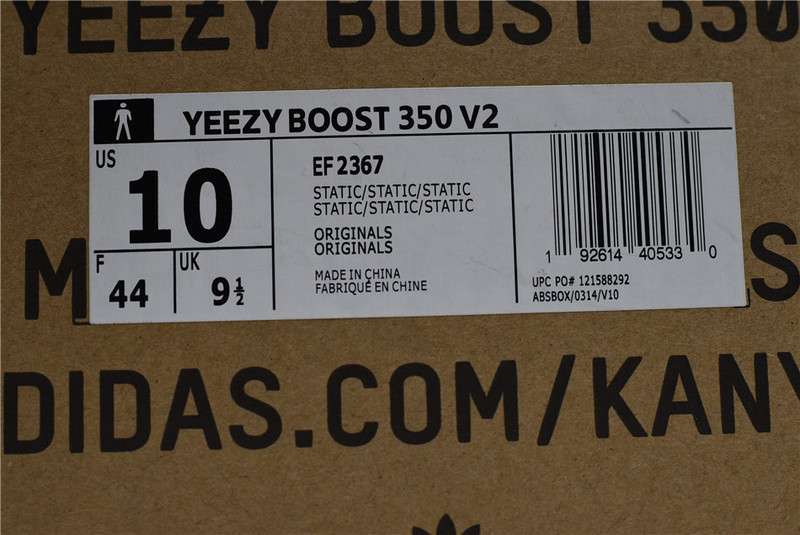 YEEZY BOOST 350
YEEZY BOOST 350 V2
US
10
F
44
UK
9½
EF2367
STATIC/STATIC/STATIC
STATIC/STATIC/STATIC
ORIGINALS
ORIGINALS
MADE IN CHINA
FABRIQUE EN CHINE
1 92614 40533 0
UPC PO# 121588292
ABSBOX/0314/V10
M
S
DIDAS.COM/KANY